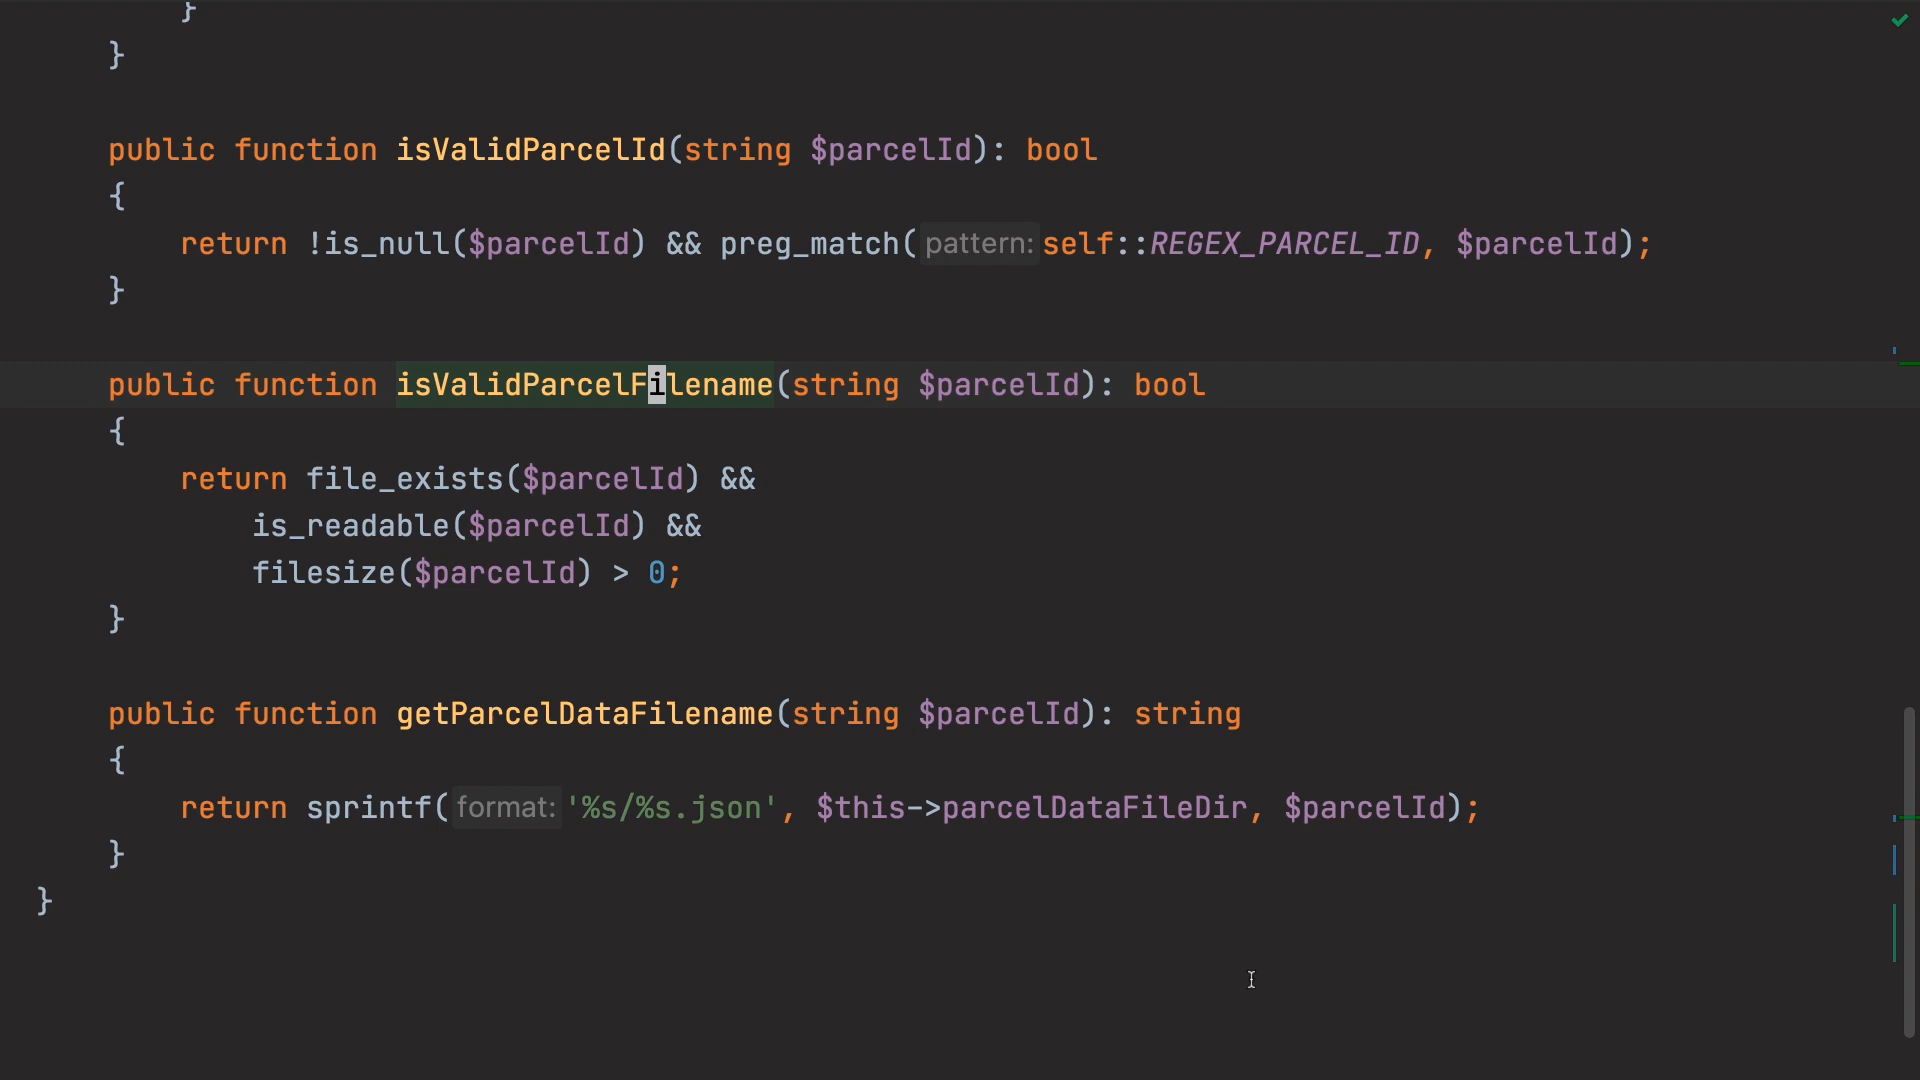 }
}
public function isValidParcelId(string $parcelId): bool
{
return !is_null($parcelId) && preg_match( pattern: self::REGEX_PARCEL_ID, $parcelId);
}
public function isValidParcelFilename(string $parcelId): bool
{
return file_exists($parcelId) &&
is_readable($parcelId) &&
filesize($parcelId) > 0;
}
public function getParcelDataFilename(string $parcelId): string
{
return sprintf( format: '%s/%s.json', $this->parcelDataFileDir, $parcelId);
}
}